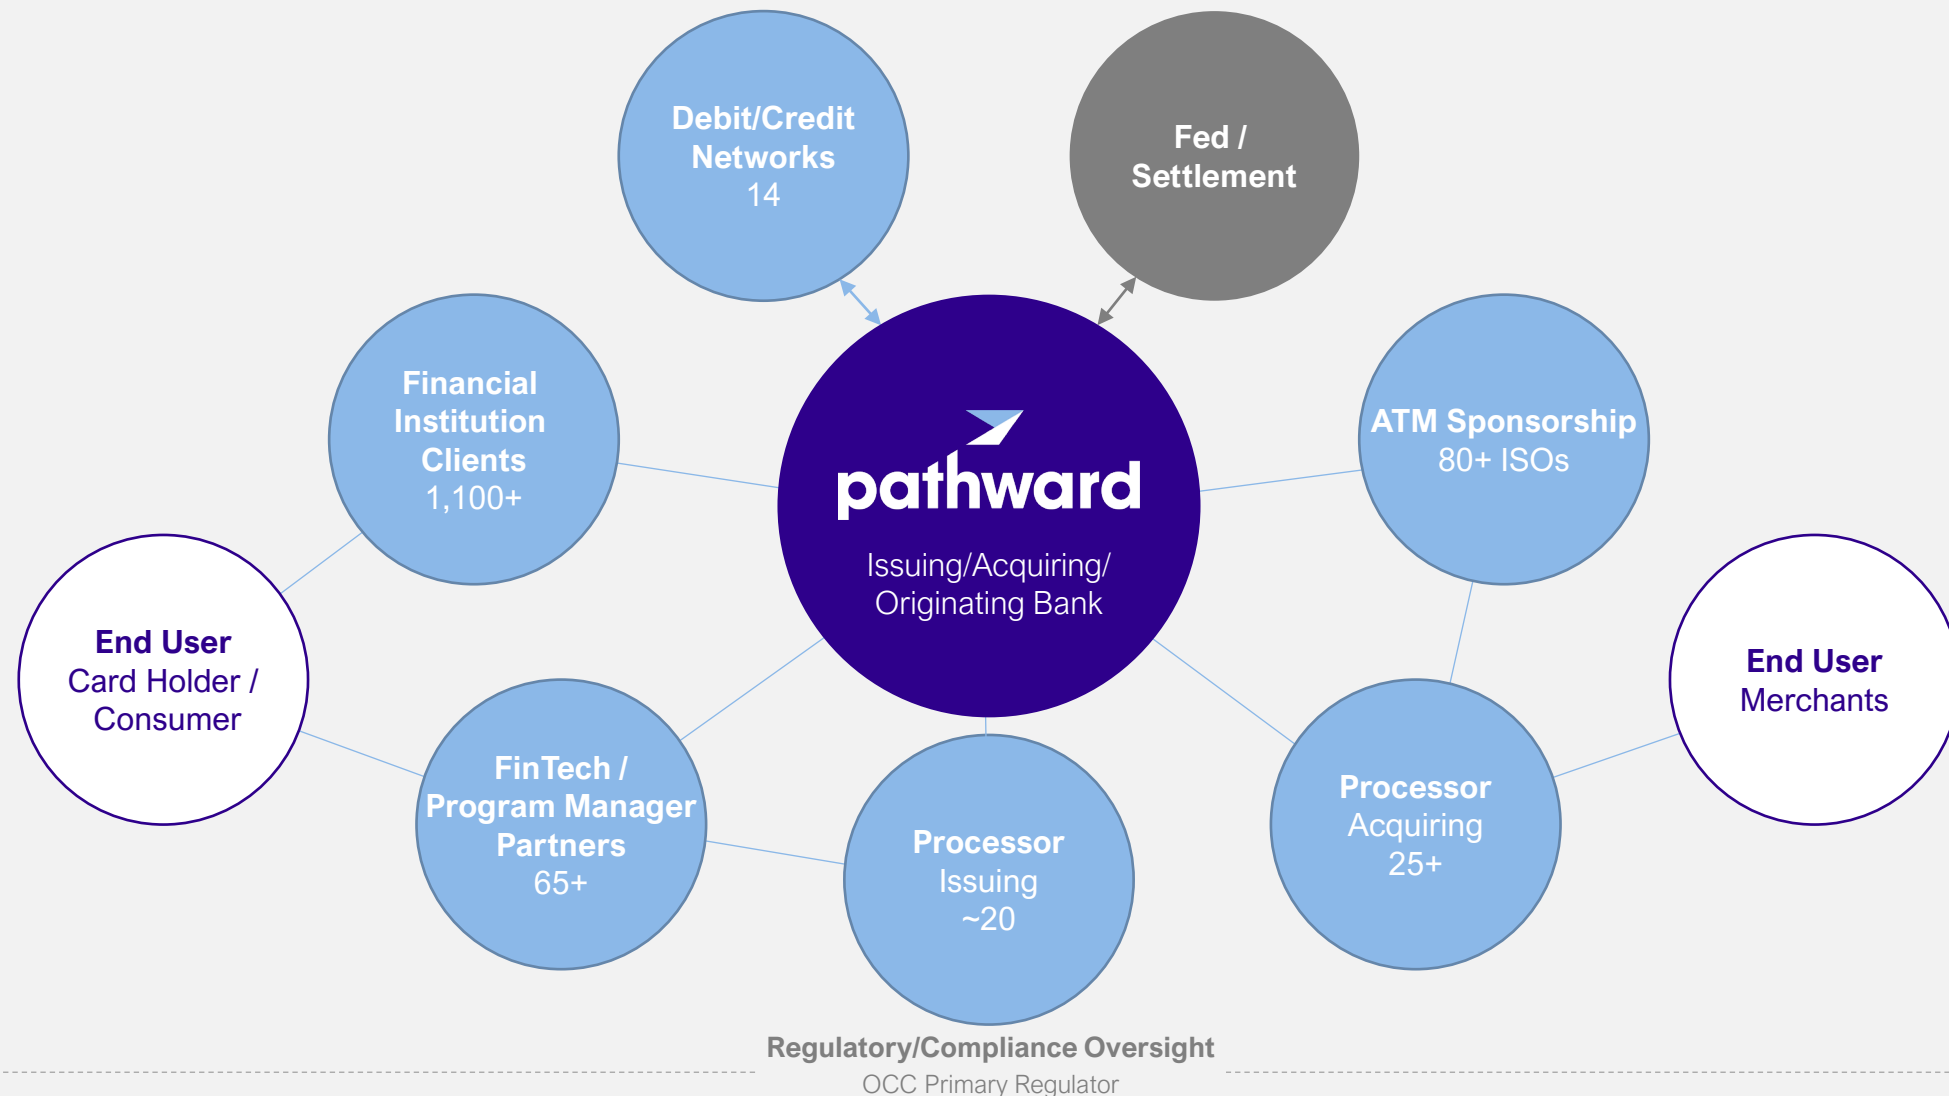 Debit/Credit
Networks
14
Fed /
Settlement
Financial
Institution
Clients
1,100+
pathward
Issuing/Acquiring/
Originating Bank
ATM Sponsorship
80+ ISOs
End User
Card Holder /
Consumer
End User
Merchants
FinTech /
Program Manager
Partners
65+
Processor
Issuing
~20
Processor
Acquiring
25+
Regulatory/Compliance Oversight
OCC Primary Regulator